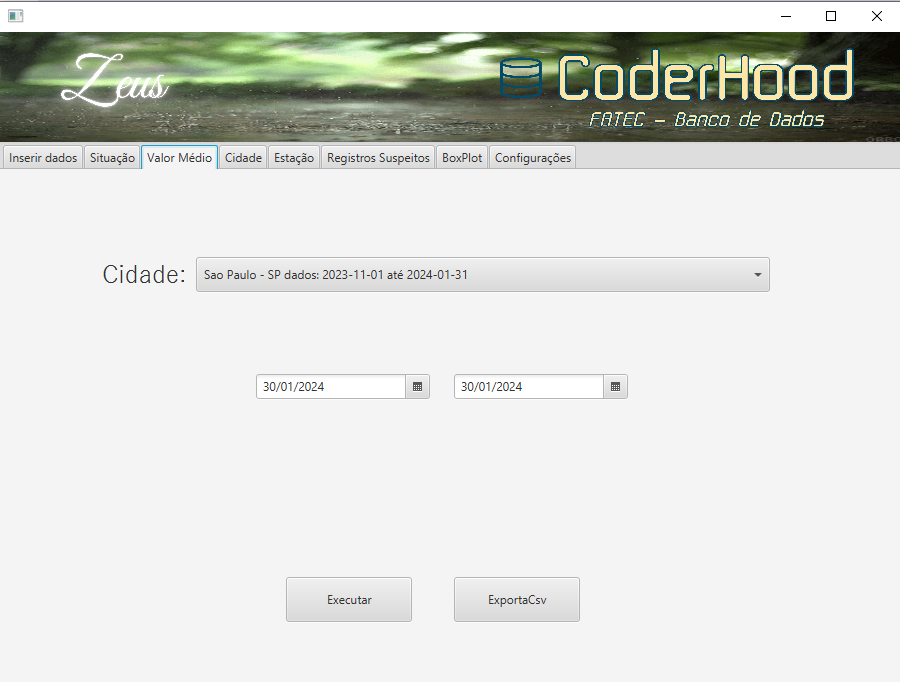 Zeus
CoderHood
FATEC - Banco de Dados
Inserir dados Situação Valor Médio Cidade Estação Registros Suspeitos BoxPlot Configurações
Cidade: Sao Paulo - SP dados: 2023-11-01 até 2024-01-31
30/01/2024 30/01/2024
Executar ExportaCsv